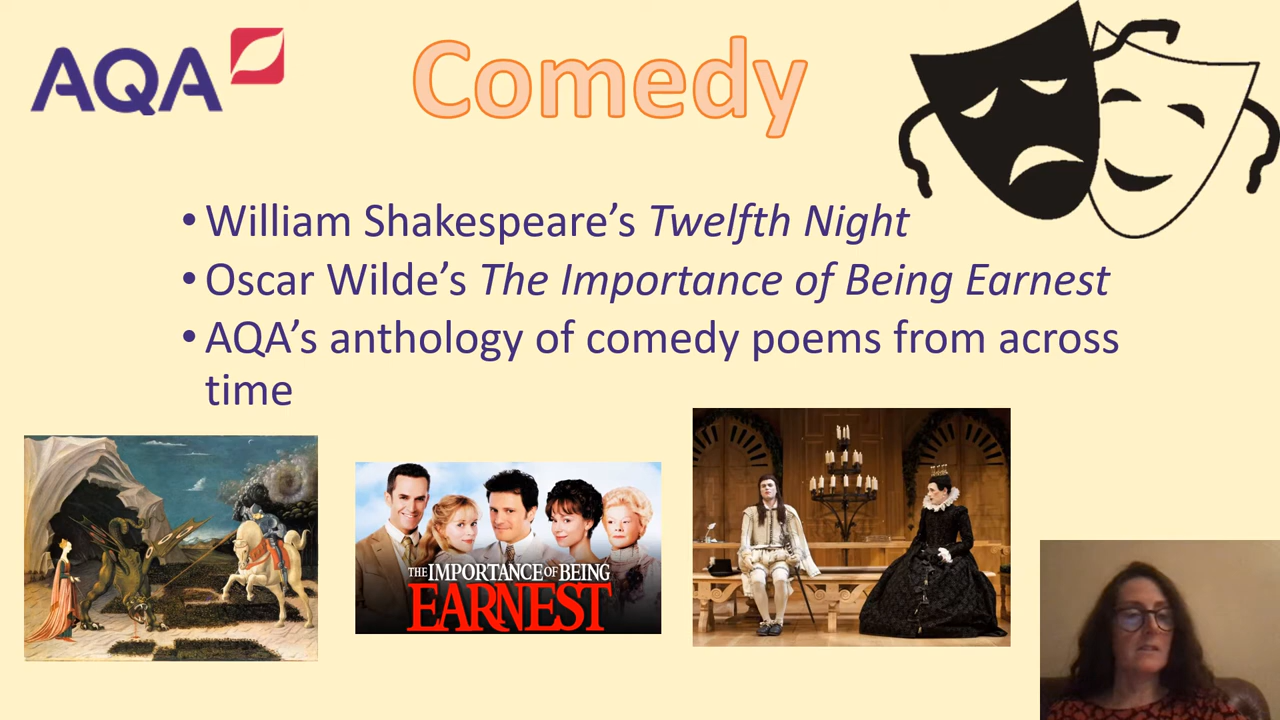 AQA
Comedy
• William Shakespeare’s Twelfth Night
• Oscar Wilde’s The Importance of Being Earnest
• AQA’s anthology of comedy poems from across
time
THE IMPORTANCE OF BEING
EARNEST